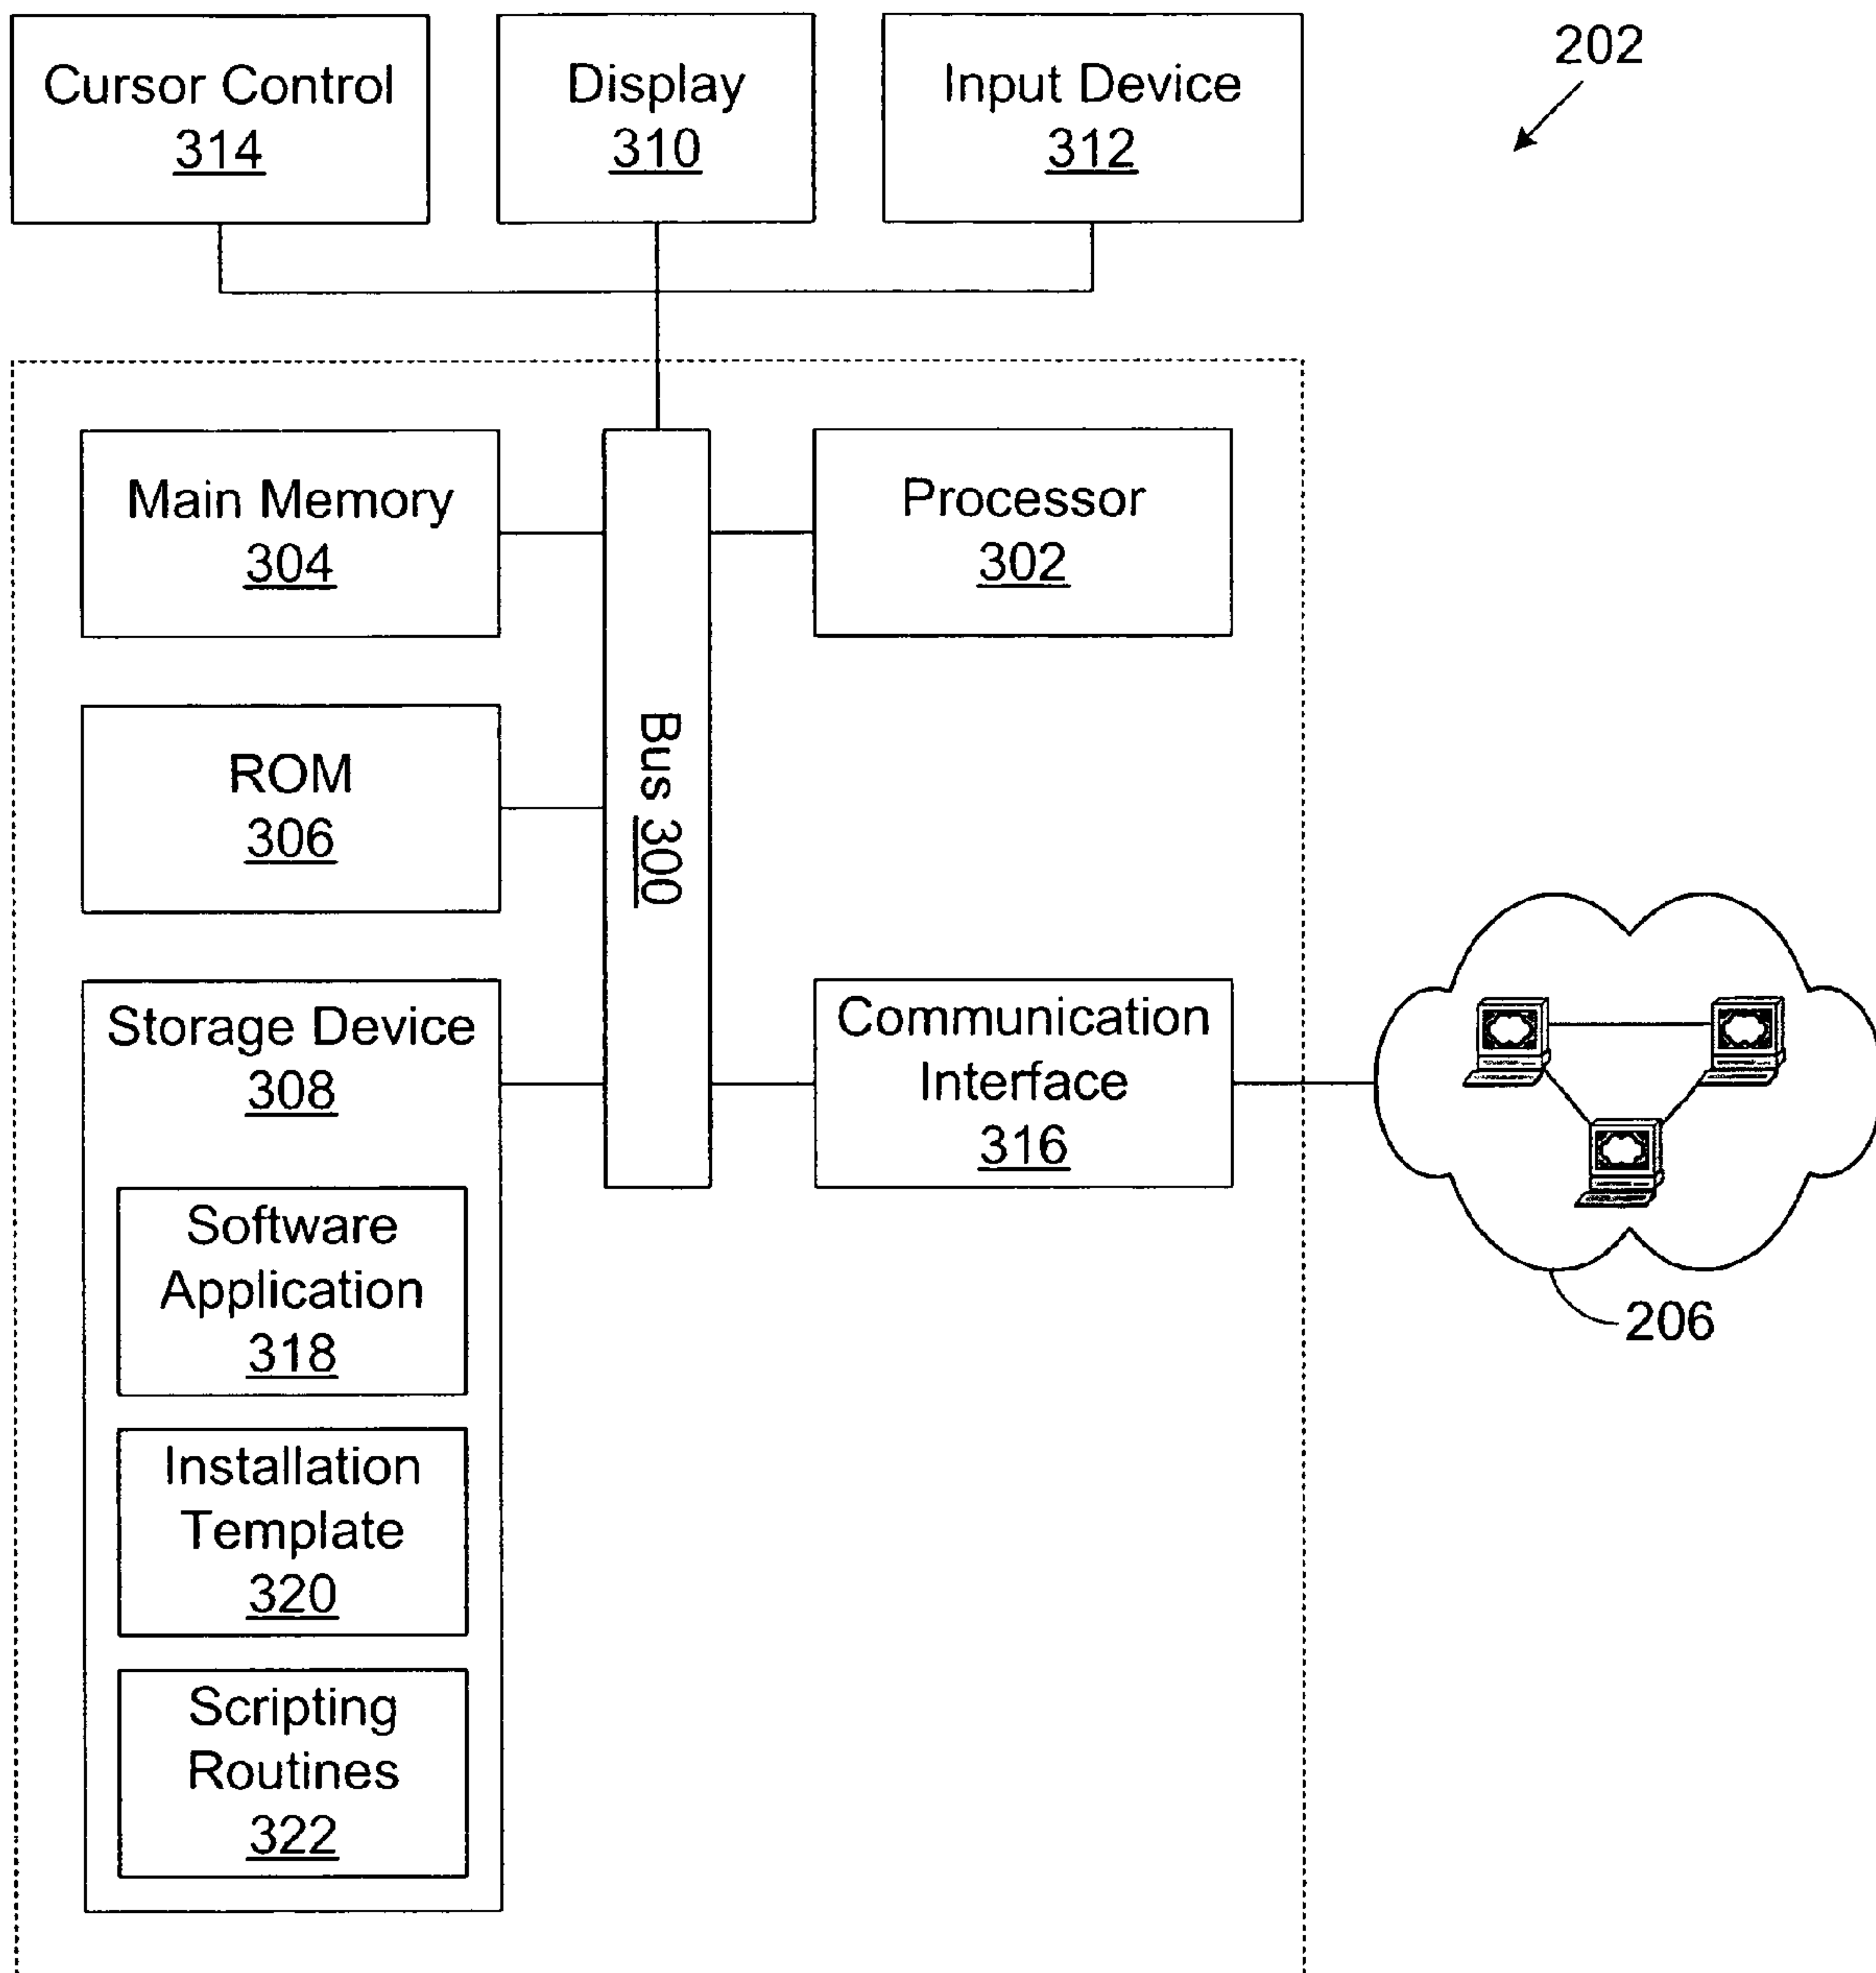 Cursor Control
314
Display
310
Input Device
312
202
Main Memory
304
Processor
302
ROM
306
Bus 300
Storage Device
308
Communication
Interface
316
Software
Application
318
206
Installation
Template
320
Scripting
Routines
322